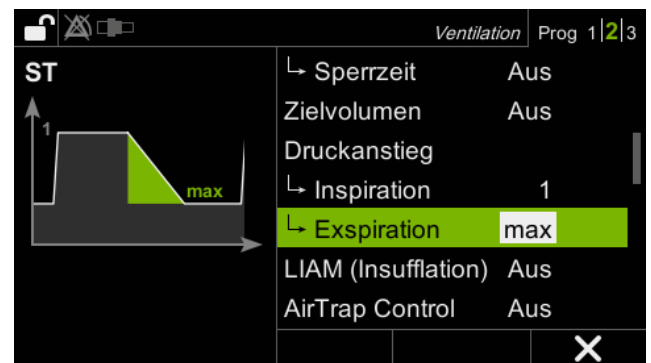 Ventilation Prog 1|2|3
ST
1
max
Sperrzeit Aus
Zielvolumen Aus
Druckanstieg
Inspiration 1
Exspiration max
LIAM (Insufflation) Aus
AirTrap Control Aus